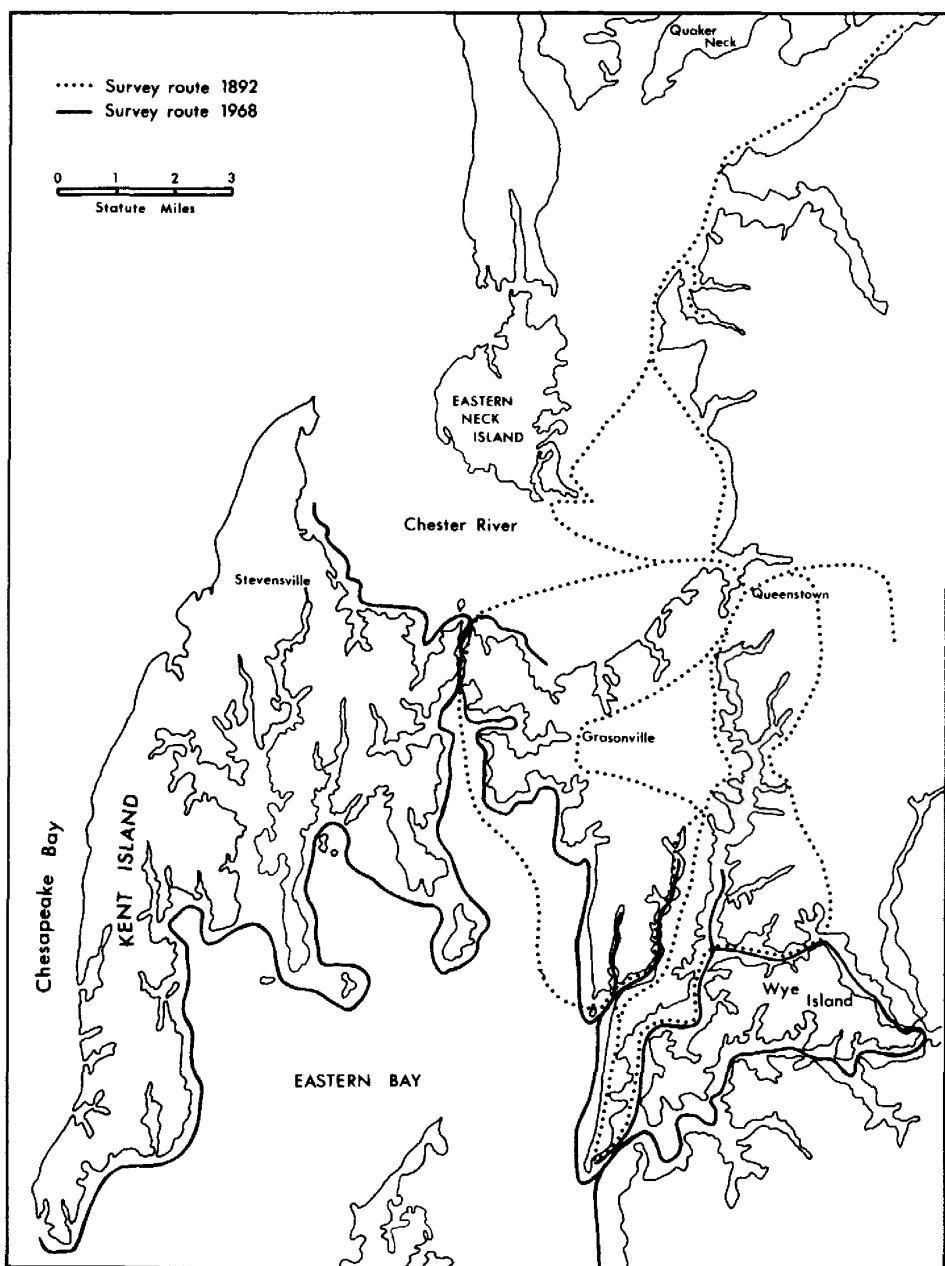 Quaker
Neck
Survey route 1892
Survey route 1968
0 1 2 3
Statute Miles
EASTERN
NECK
ISLAND
Chester River
Stevensville
Queenstown
Grasonville
Chesapeake Bay
KENT ISLAND
Wye
Island
EASTERN BAY